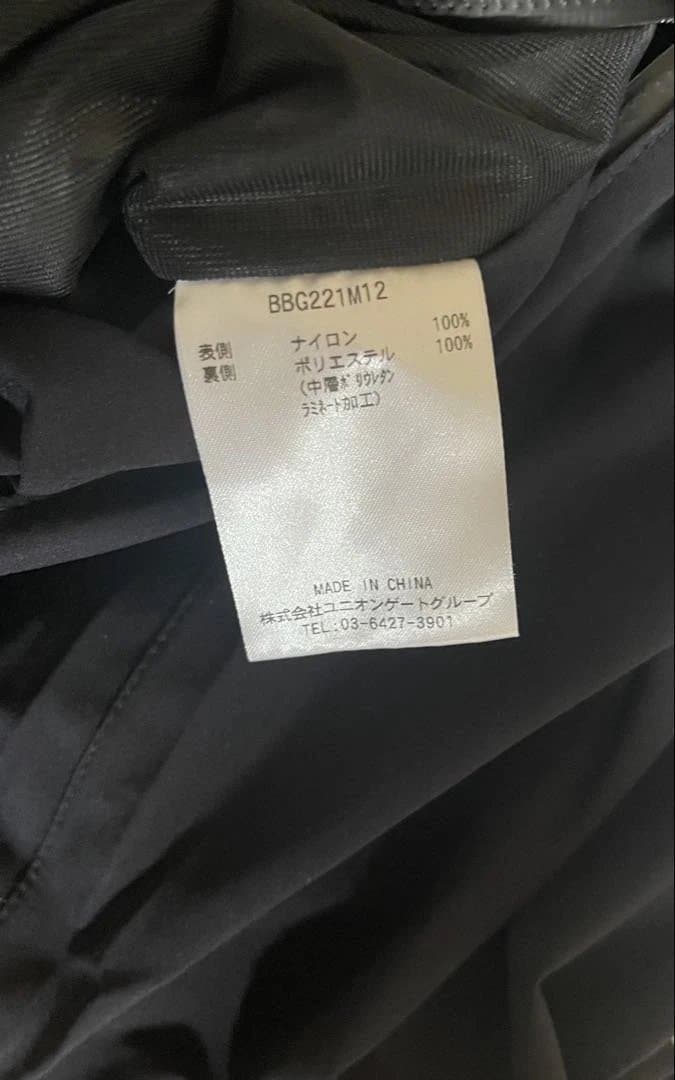 BBG221M12
表側 ナイロン 100%
裏側 ポリエステル 100%
(中層ﾎﾟﾘｳﾚﾀﾝ
ﾗﾐﾈｰﾄ加工)
MADE IN CHINA
株式会社ユニオンゲートグループ
TEL:03-6427-3901